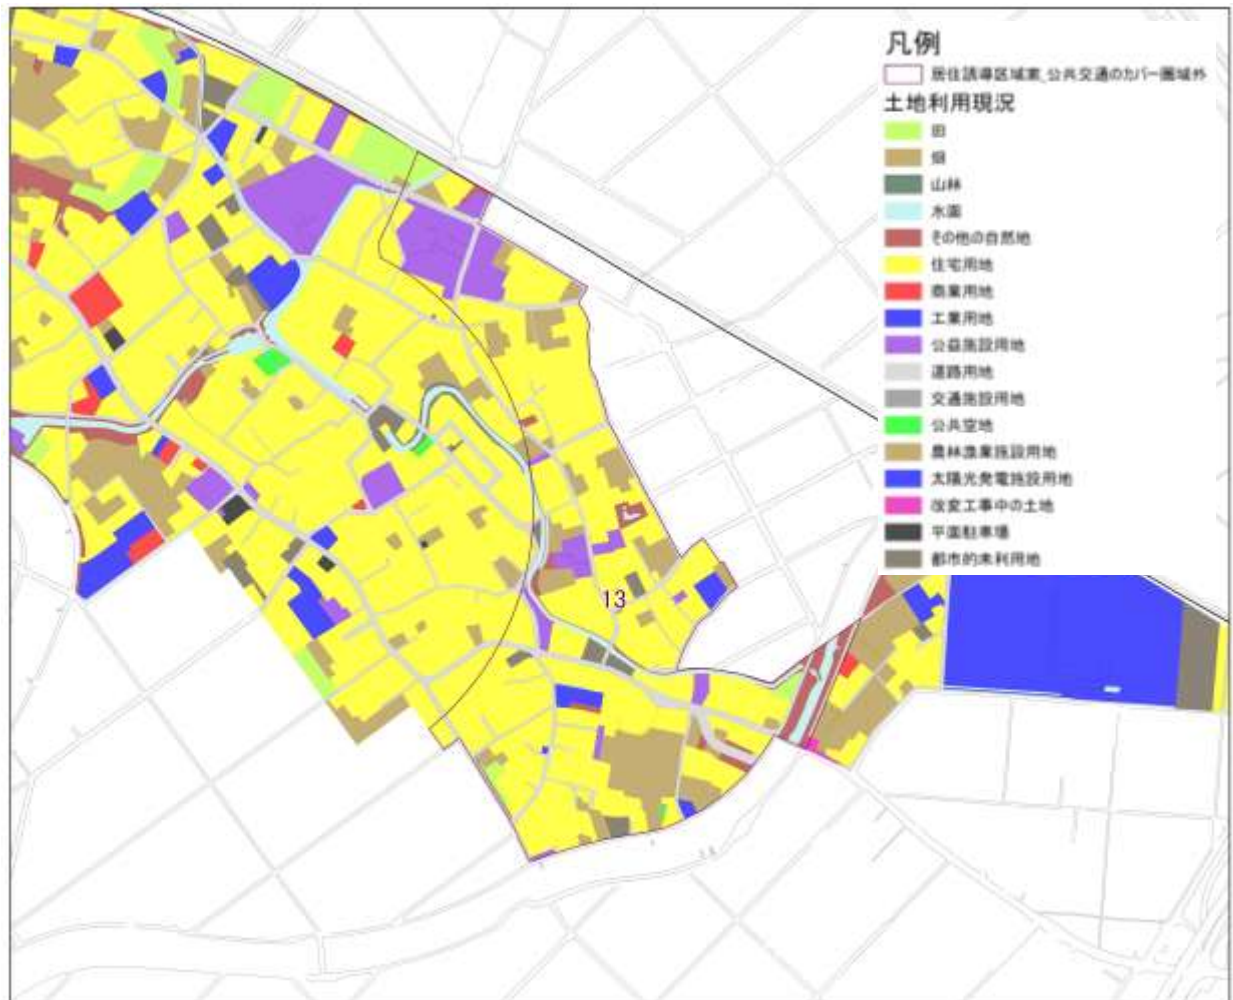 凡例
居住誘導区域案_公共交通のカバー圏域外
土地利用現況
田
畑
山林
水面
その他の自然地
住宅用地
商業用地
工業用地
公益施設用地
道路用地
交通施設用地
公共空地
農林漁業施設用地
太陽光発電施設用地
改変工事中の土地
平面駐車場
都市的未利用地
13